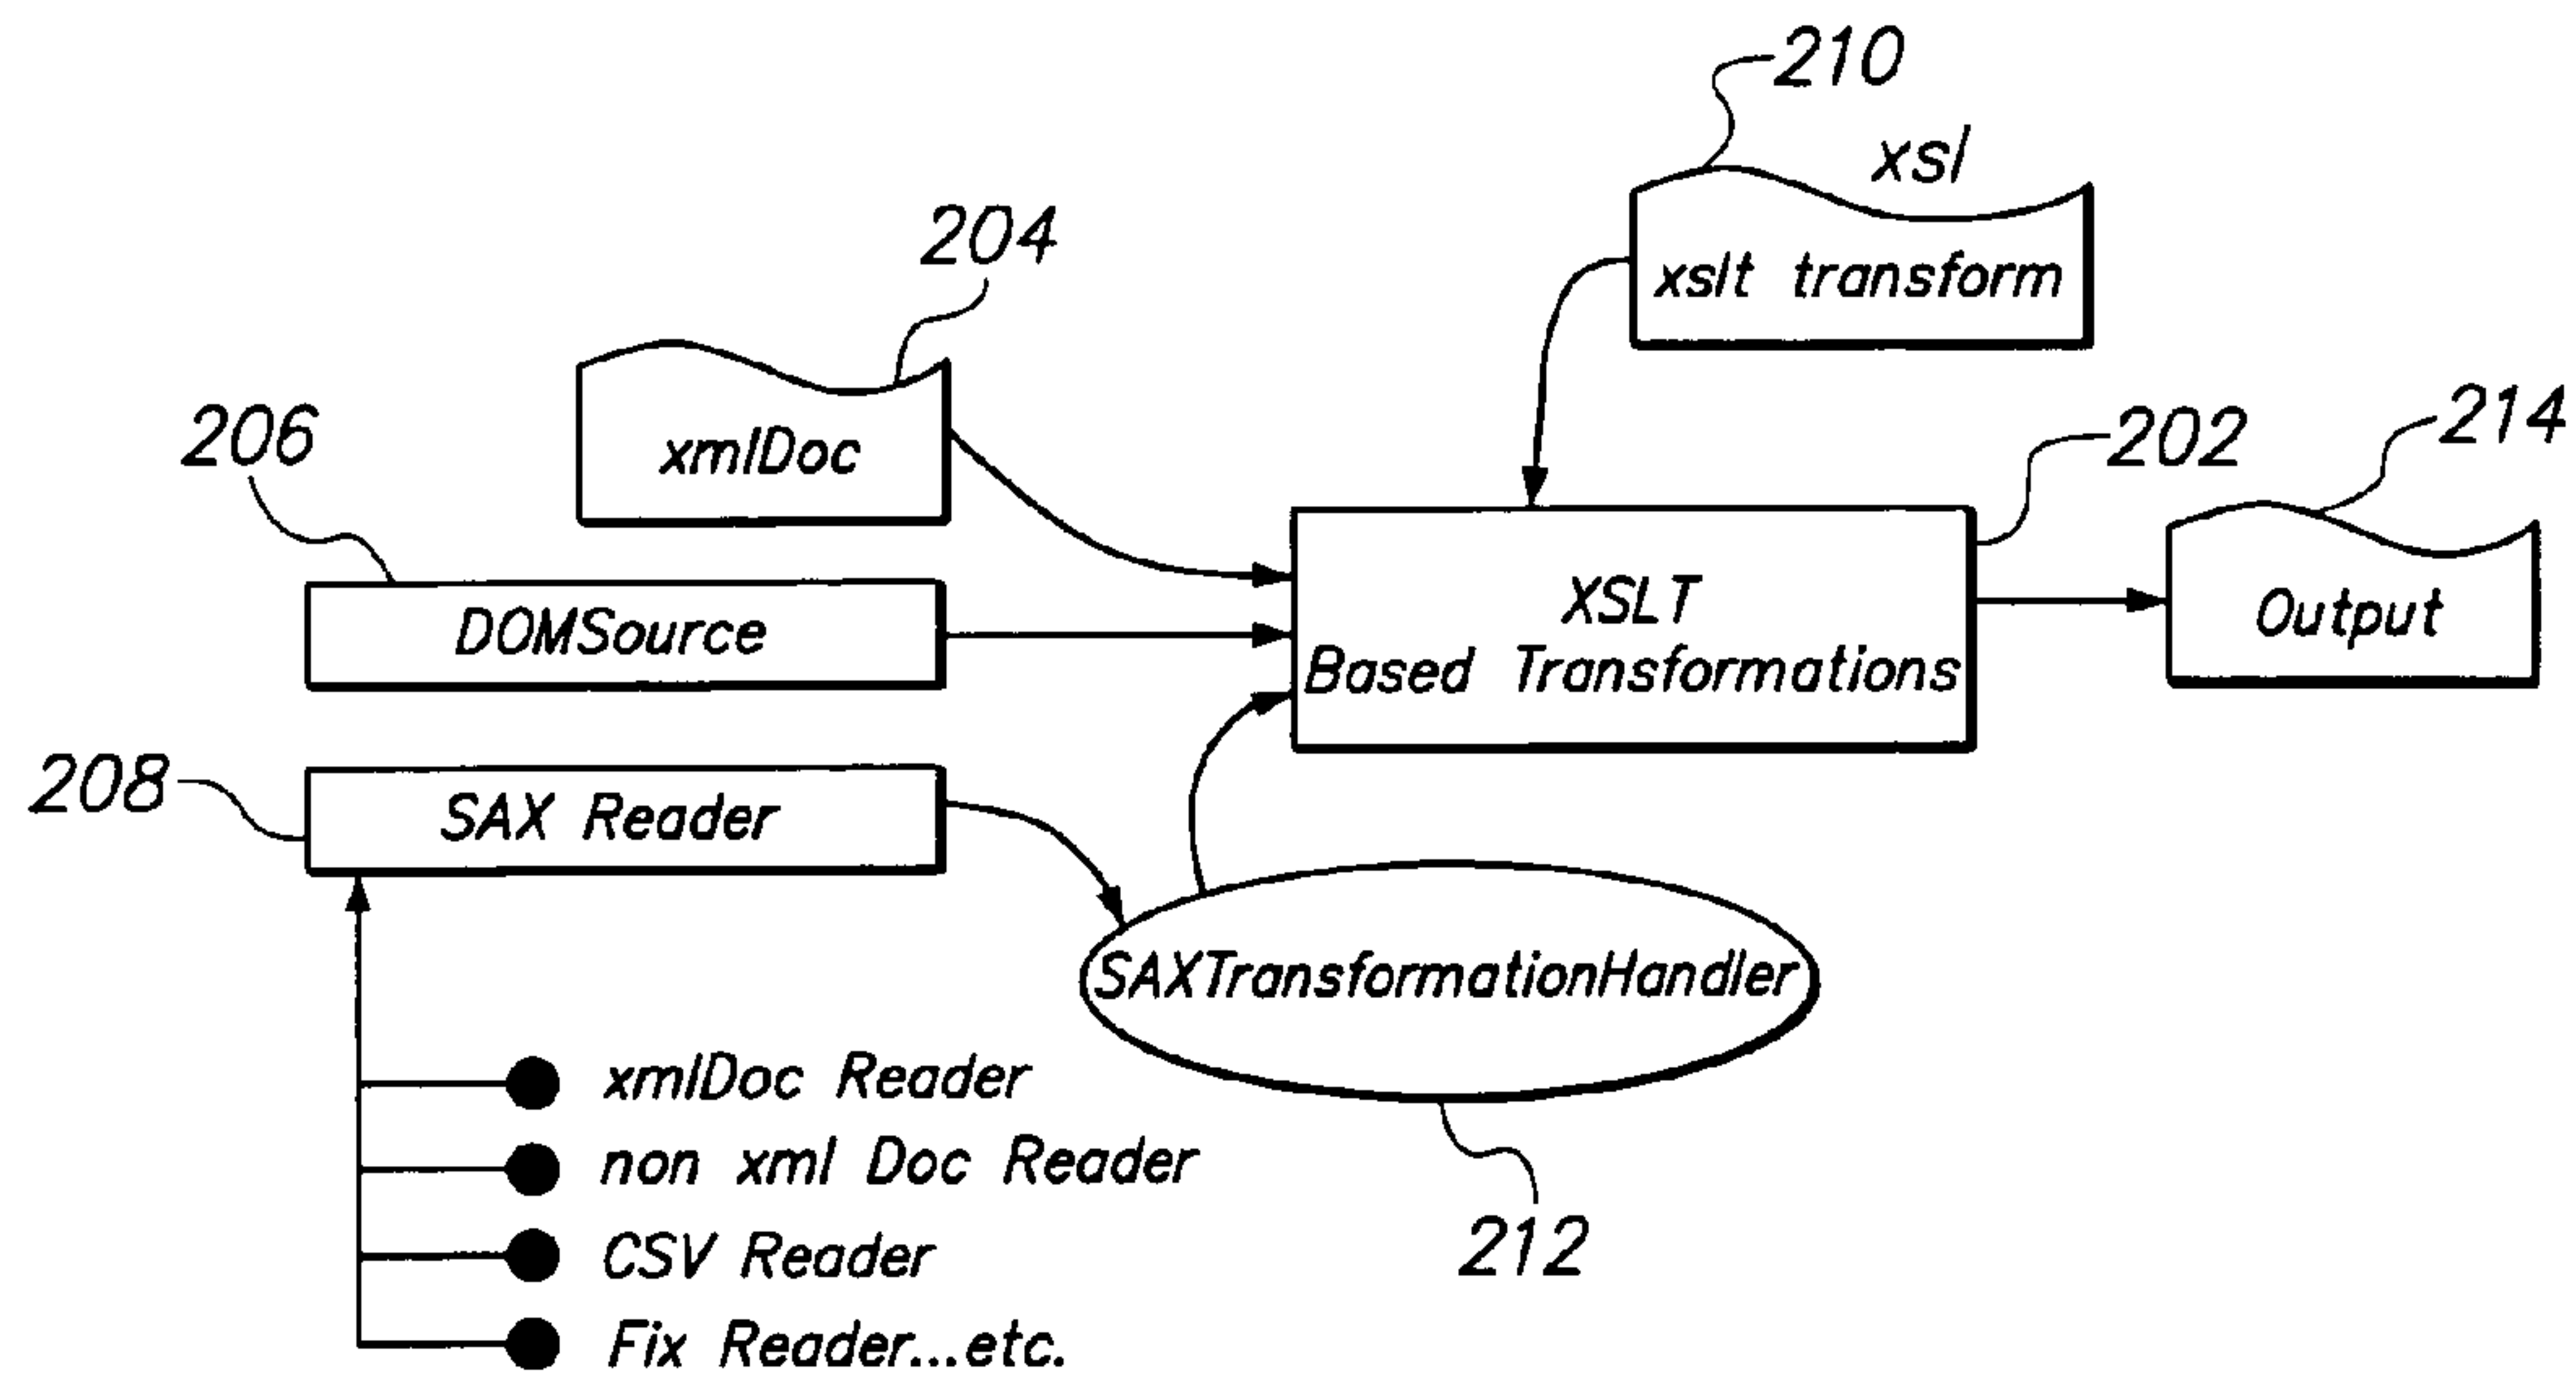 210
xsl
xslt transform
204
xmlDoc
206
DOMSource
208
SAX Reader
202
XSLT
Based Transformations
214
Output
SAXTransformationHandler
212
xmlDoc Reader
non xml Doc Reader
CSV Reader
Fix Reader...etc.